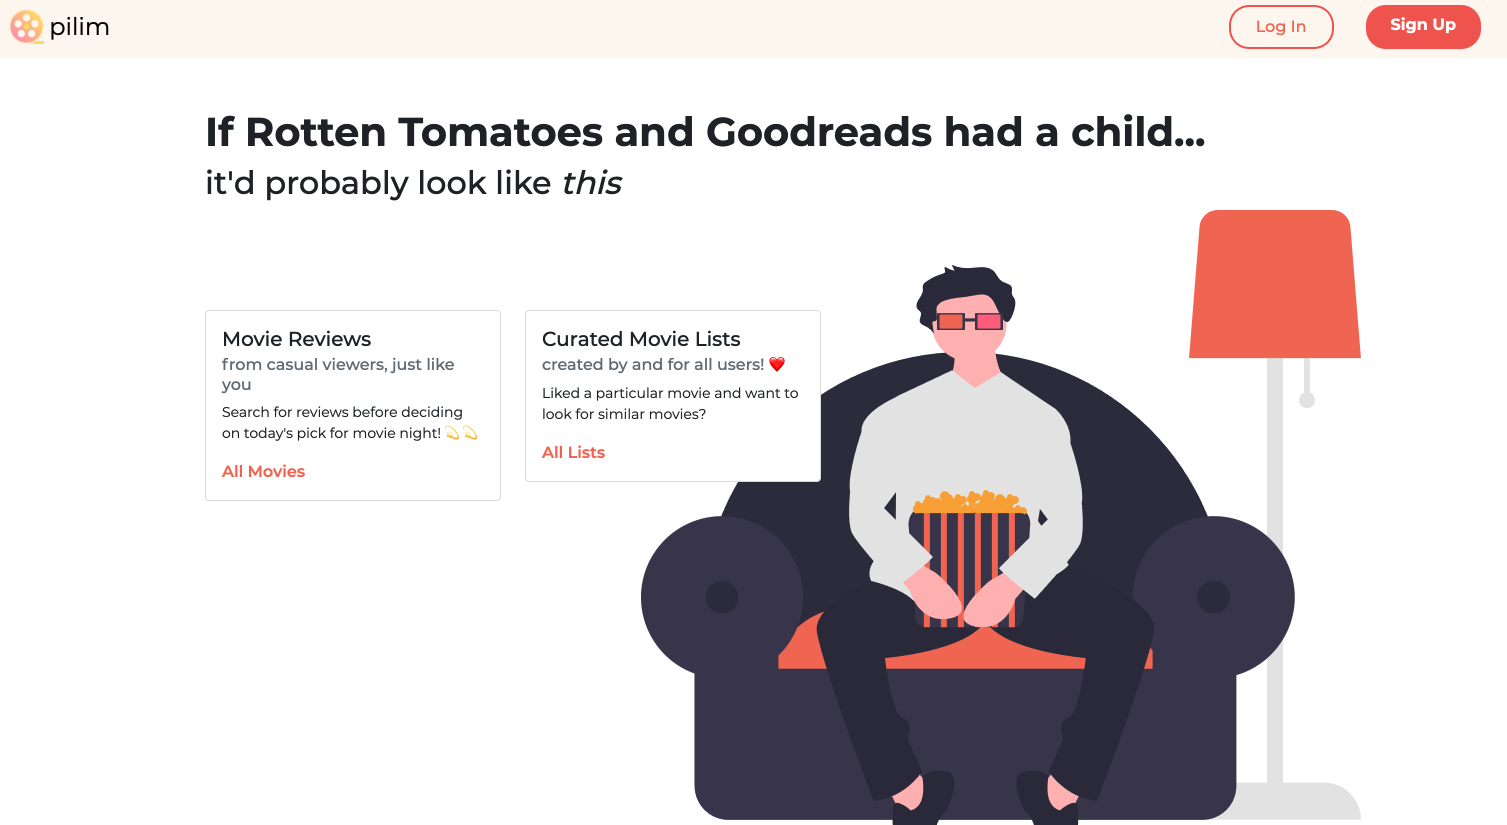 pilim
Log In
Sign Up
If Rotten Tomatoes and Goodreads had a child...
it'd probably look like this
Movie Reviews
from casual viewers, just like
you
Search for reviews before deciding
on today's pick for movie night! 💫💫
All Movies
Curated Movie Lists
created by and for all users! ❤️
Liked a particular movie and want to
look for similar movies?
All Lists